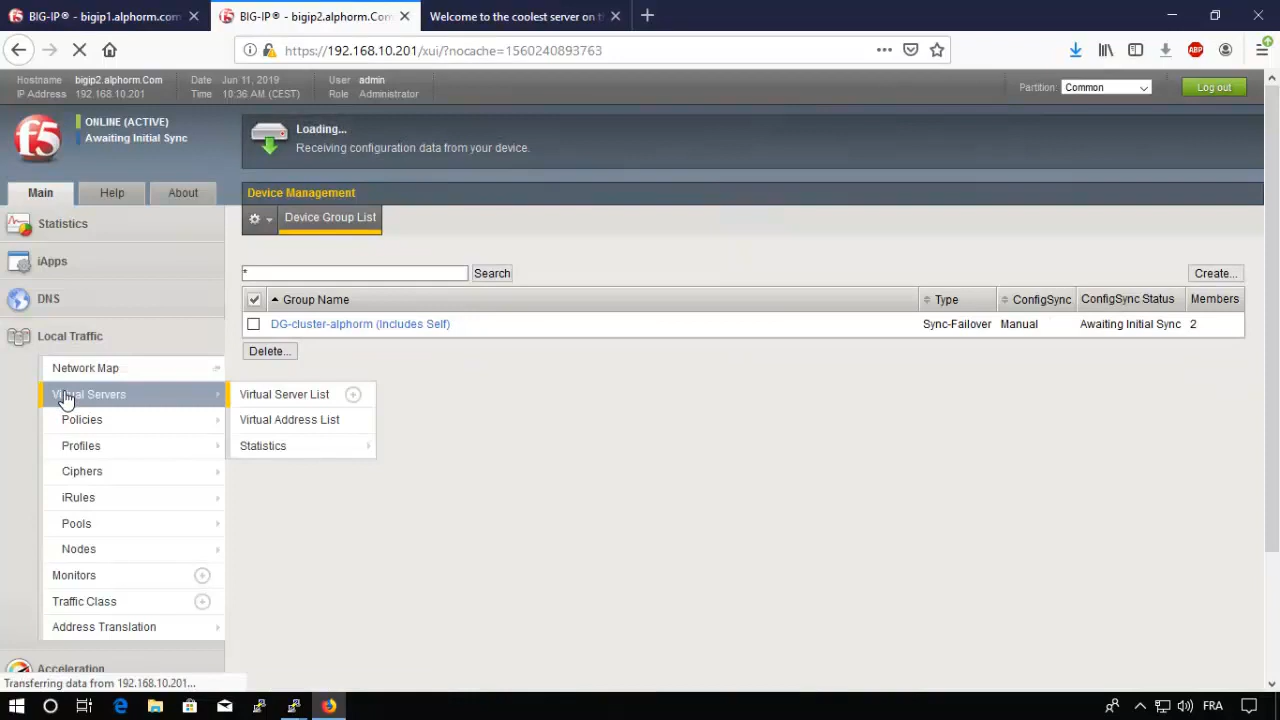 BIG-IP® - bigip1.alphorm.com
BIG-IP® - bigip2.alphorm.Com
Welcome to the coolest server on th
https://192.168.10.201/xui/?nocache=1560240893763
ABP
Hostname bigip2.alphorm.Com
IP Address 192.168.10.201
Date Jun 11, 2019
Time 10:36 AM (CEST)
User admin
Role Administrator
Partition: Common
Log out
f5
ONLINE (ACTIVE)
Awaiting Initial Sync
Loading...
Receiving configuration data from your device.
Main
Help
About
Device Management
Device Group List
Statistics
iApps
DNS
Local Traffic
Network Map
Virtual Servers
Policies
Profiles
Ciphers
iRules
Pools
Nodes
Monitors
Traffic Class
Address Translation
Acceleration
Virtual Server List
Virtual Address List
Statistics
*
Search
Create...
Group Name
Type
ConfigSync
ConfigSync Status
Members
DG-cluster-alphorm (Includes Self)
Sync-Failover
Manual
Awaiting Initial Sync
2
Delete...
Transferring data from 192.168.10.201...
FRA